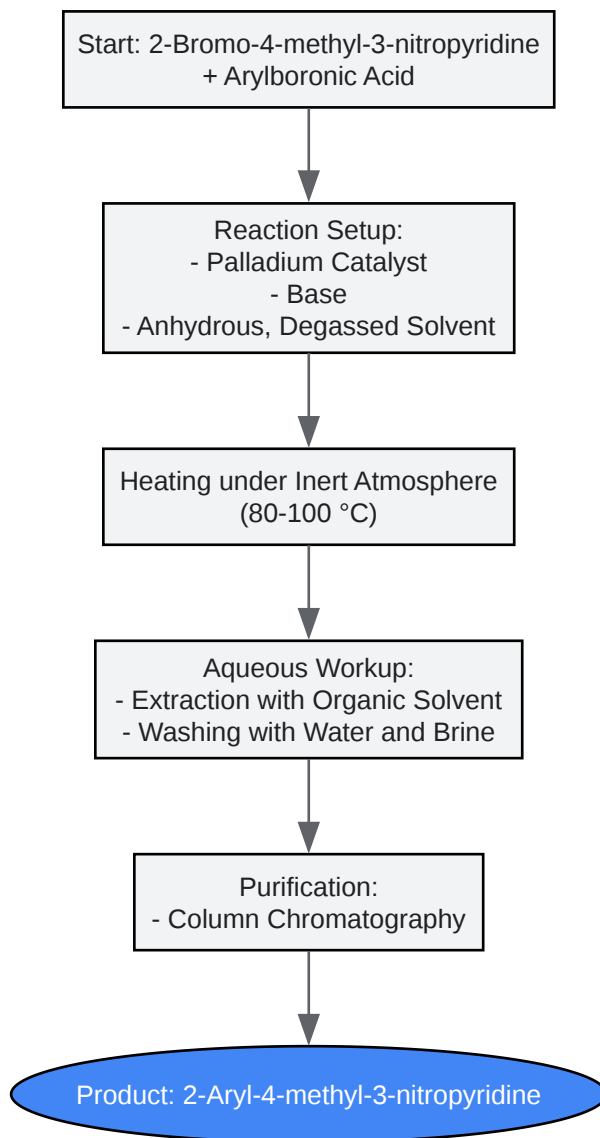 Start: 2-Bromo-4-methyl-3-nitropyridine
+ Arylboronic Acid
Reaction Setup:
- Palladium Catalyst
- Base
- Anhydrous, Degassed Solvent
Heating under Inert Atmosphere
(80-100 °C)
Aqueous Workup:
- Extraction with Organic Solvent
- Washing with Water and Brine
Purification:
- Column Chromatography
Product: 2-Aryl-4-methyl-3-nitropyridine